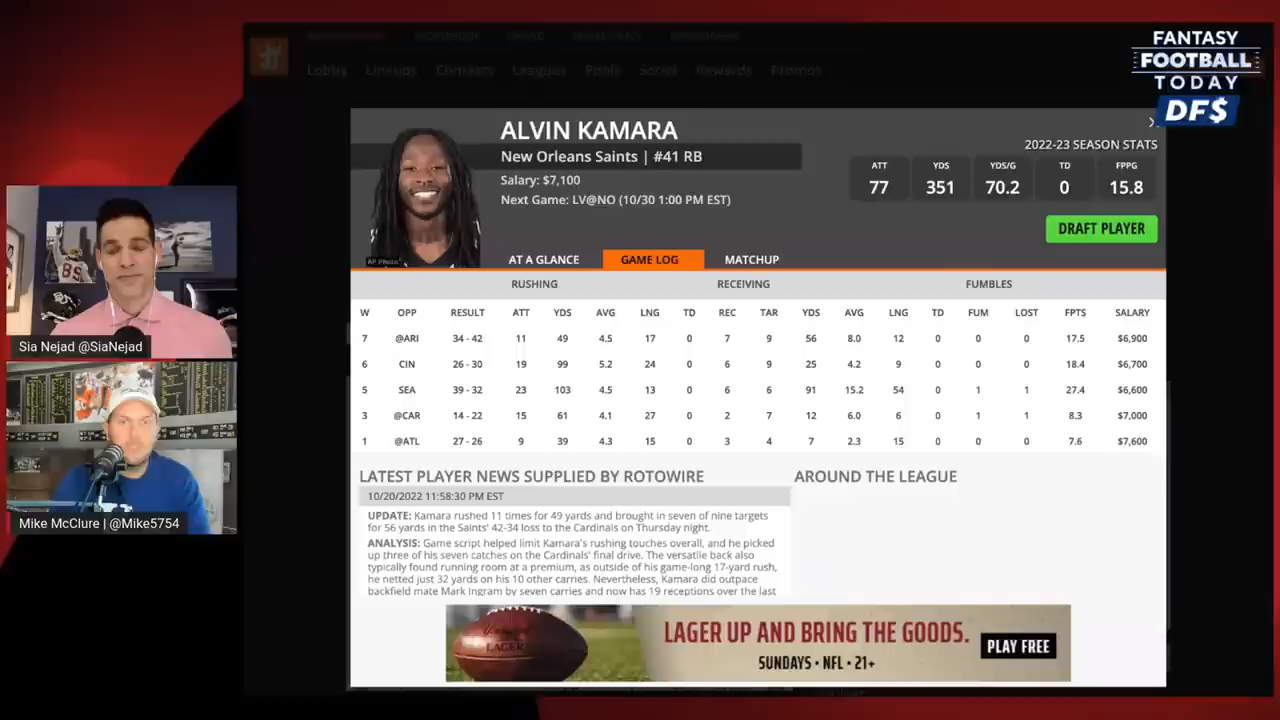 Lobby Lineups Contests Leagues Pools Social Rewards Promos
FANTASY
FOOTBALL
TODAY
DF$
ALVIN KAMARA
New Orleans Saints | #41 RB
Salary: $7,100
Next Game: LV@NO (10/30 1:00 PM EST)
2022-23 SEASON STATS
ATT YDS YDS/G TD FPPG
77 351 70.2 0 15.8
DRAFT PLAYER
AP Photo
AT A GLANCE GAME LOG MATCHUP
RUSHING RECEIVING FUMBLES
W OPP RESULT ATT YDS AVG LNG TD REC TAR YDS AVG LNG TD FUM LOST FPTS SALARY
7 @ARI 34 - 42 11 49 4.5 17 0 7 9 56 8.0 12 0 0 0 17.5 $6,900
6 CIN 26 - 30 19 99 5.2 24 0 6 9 25 4.2 9 0 0 0 18.4 $6,700
5 SEA 39 - 32 23 103 4.5 13 0 6 6 91 15.2 54 0 1 1 27.4 $6,600
3 @CAR 14 - 22 15 61 4.1 27 0 2 7 12 6.0 6 0 1 1 8.3 $7,000
1 @ATL 27 - 26 9 39 4.3 15 0 3 4 7 2.3 15 0 0 0 7.6 $7,600
LATEST PLAYER NEWS SUPPLIED BY ROTOWIRE
AROUND THE LEAGUE
10/20/2022 11:58:30 PM EST
UPDATE: Kamara rushed 11 times for 49 yards and brought in seven of nine targets
for 56 yards in the Saints' 42-34 loss to the Cardinals on Thursday night.
ANALYSIS: Game script helped limit Kamara's rushing touches overall, and he picked
up three of his seven catches on the Cardinals' final drive. The versatile back also
typically found running room at a premium, as outside of his game-long 17-yard rush,
he netted just 32 yards on his 10 other carries. Nevertheless, Kamara did outpace
backfield mate Mark Ingram by seven carries and now has 19 receptions over the last
LAGER
LAGER UP AND BRING THE GOODS.
SUNDAYS • NFL • 21+
PLAY FREE
89
Sia Nejad @SiaNejad
Mike McClure | @Mike5754